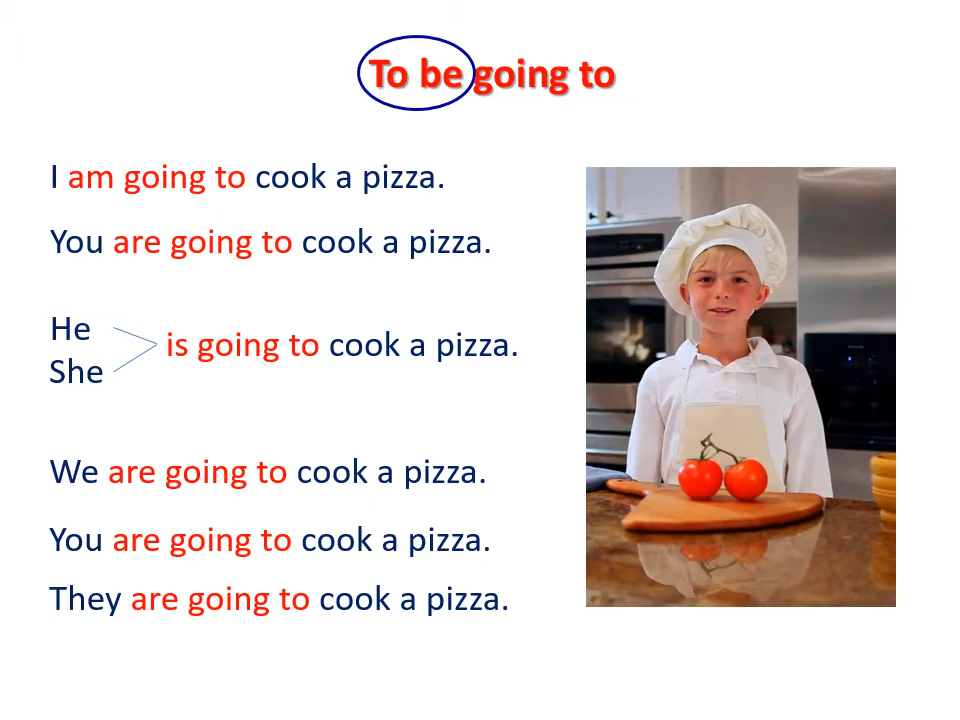 To be going to
I am going to cook a pizza.
You are going to cook a pizza.
He
is going to cook a pizza.
She
We are going to cook a pizza.
You are going to cook a pizza.
They are going to cook a pizza.